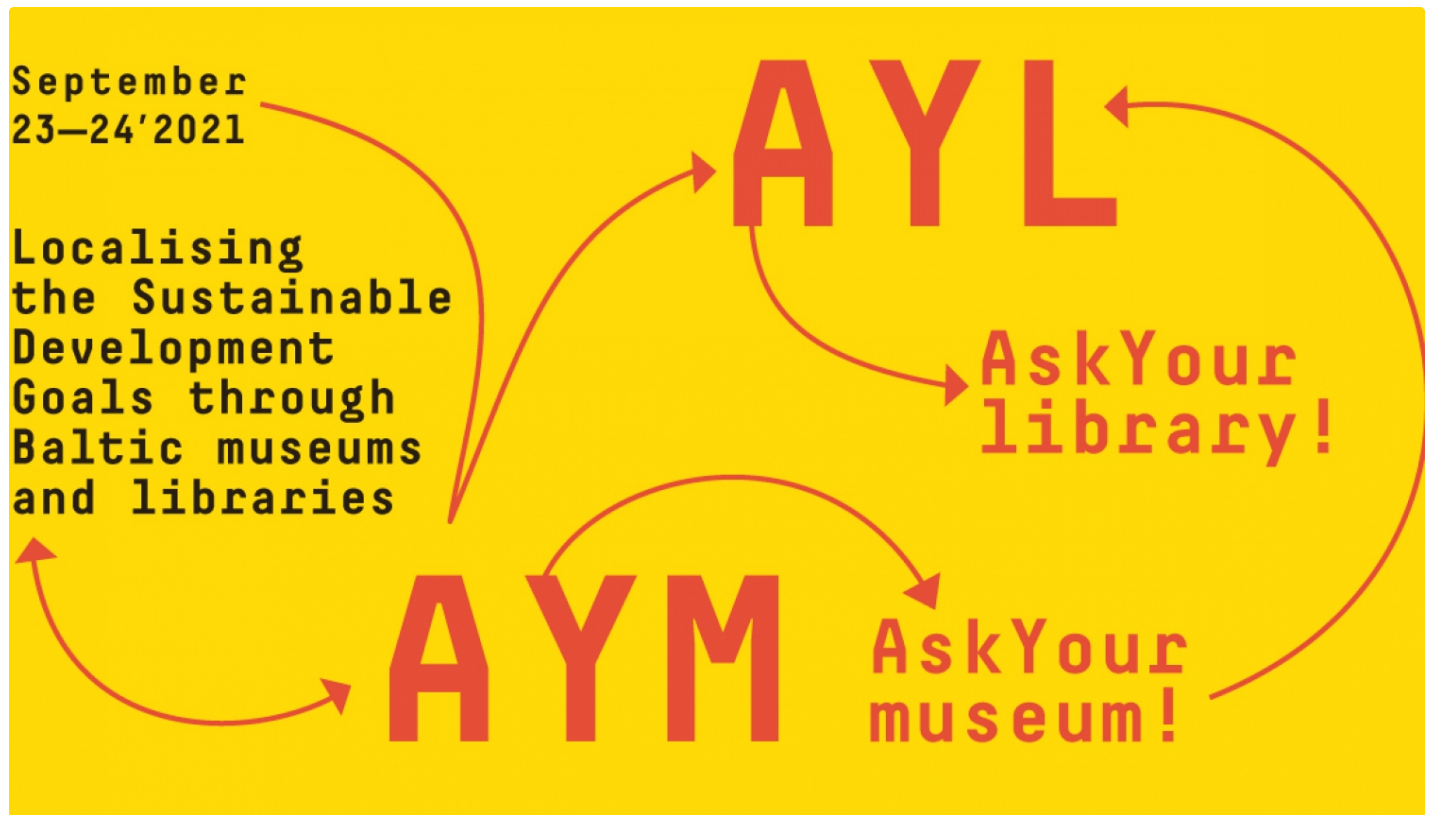 September
23—24’2021
Localising
the Sustainable
Development
Goals through
Baltic museums
and libraries
AYL
AskYour
library!
AYM
AskYour
museum!